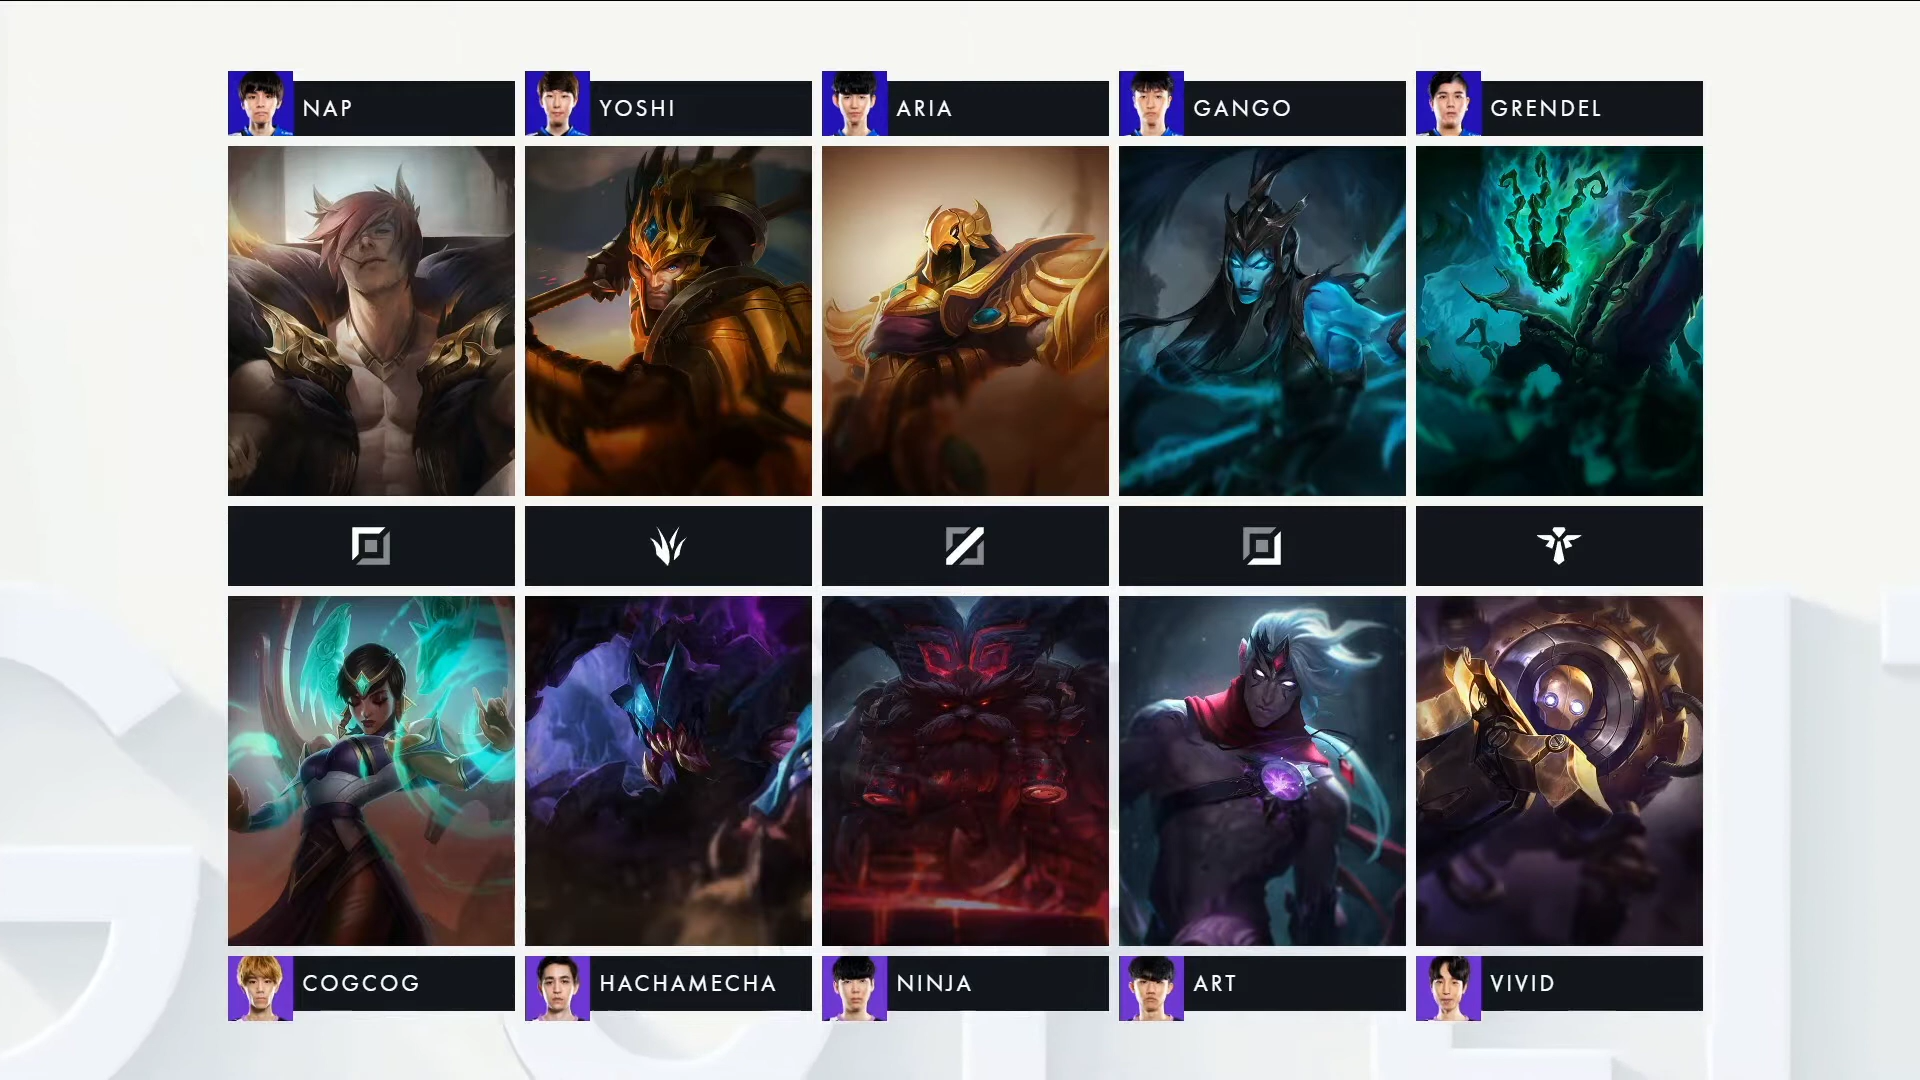 NAP
YOSHI
ARIA
GANGO
GRENDEL
COGCOG
HACHAMECHA
NINJA
ART
VIVID